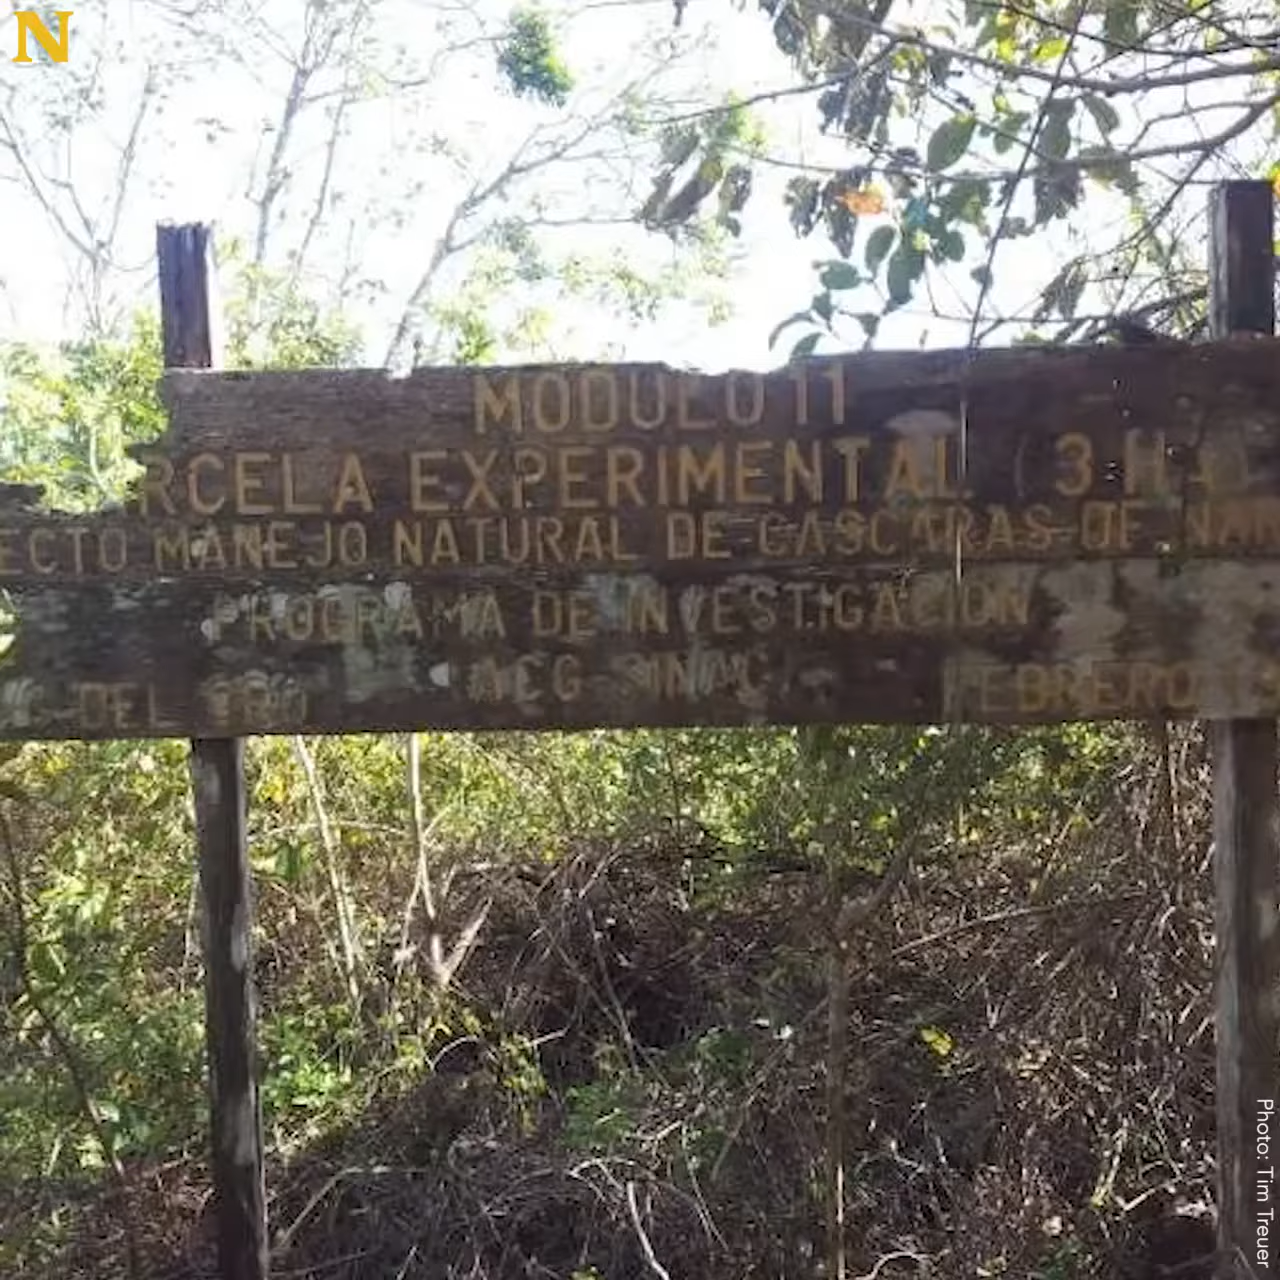 N
MODULO 11
RCELA EXPERIMENTAL (3 HA)
ECTO MANEJO NATURAL DE CASCARAS DE NAN
PROGRAMA DE INVESTIGACION
DEL ACG FEBRERO
Photo: Tim Treuer